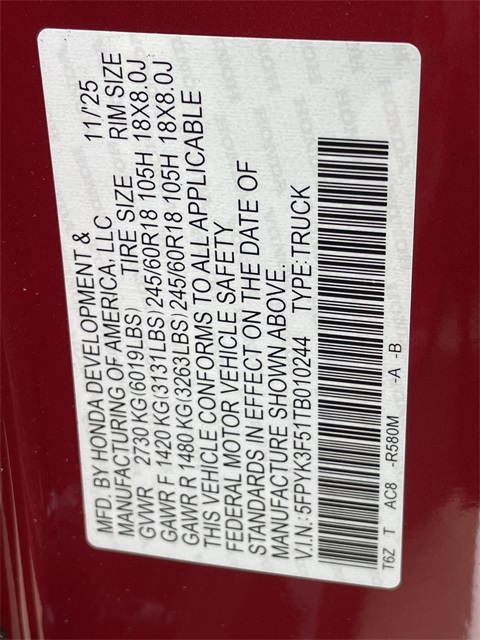 MFD. BY HONDA DEVELOPMENT &
MANUFACTURING OF AMERICA, LLC 11/'25
GVWR 2730 KG(6019LBS) TIRE SIZE RIM SIZE
GAWR F 1420 KG(3131LBS)245/60R18 105H 18X8.0J
GAWR R 1480 KG(3263LBS)245/60R18 105H 18X8.0J
THIS VEHICLE CONFORMS TO ALL APPLICABLE
FEDERAL MOTOR VEHICLE SAFETY
STANDARDS IN EFFECT ON THE DATE OF
MANUFACTURE SHOWN ABOVE.
V.I.N.: 5FPYK3F51TB010244 TYPE:TRUCK
T6Z T AC8 -R580M -A -B